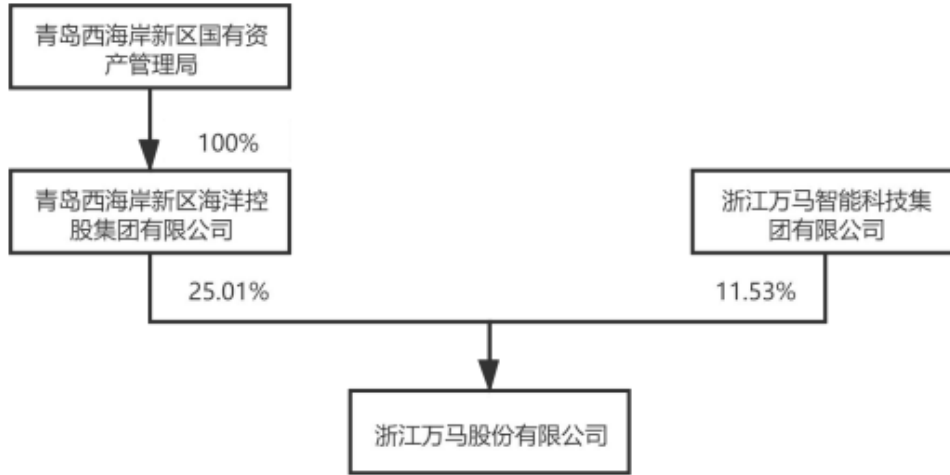 青岛西海岸新区国有资
产管理局
100%
青岛西海岸新区海洋控
股集团有限公司
浙江万马智能科技集
团有限公司
25.01%
11.53%
浙江万马股份有限公司